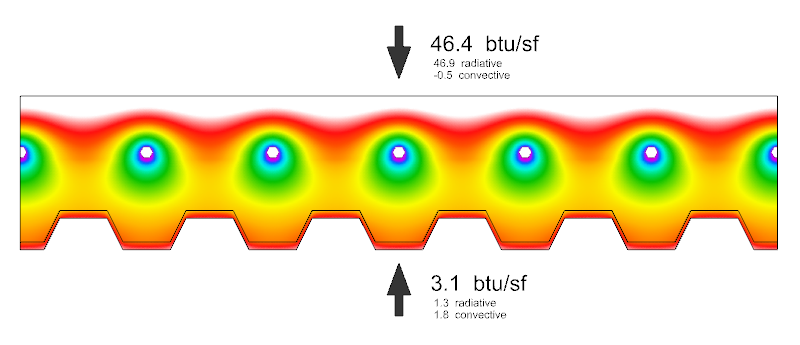 46.4 btu/sf
46.9 radiative
-0.5 convective
3.1 btu/sf
1.3 radiative
1.8 convective